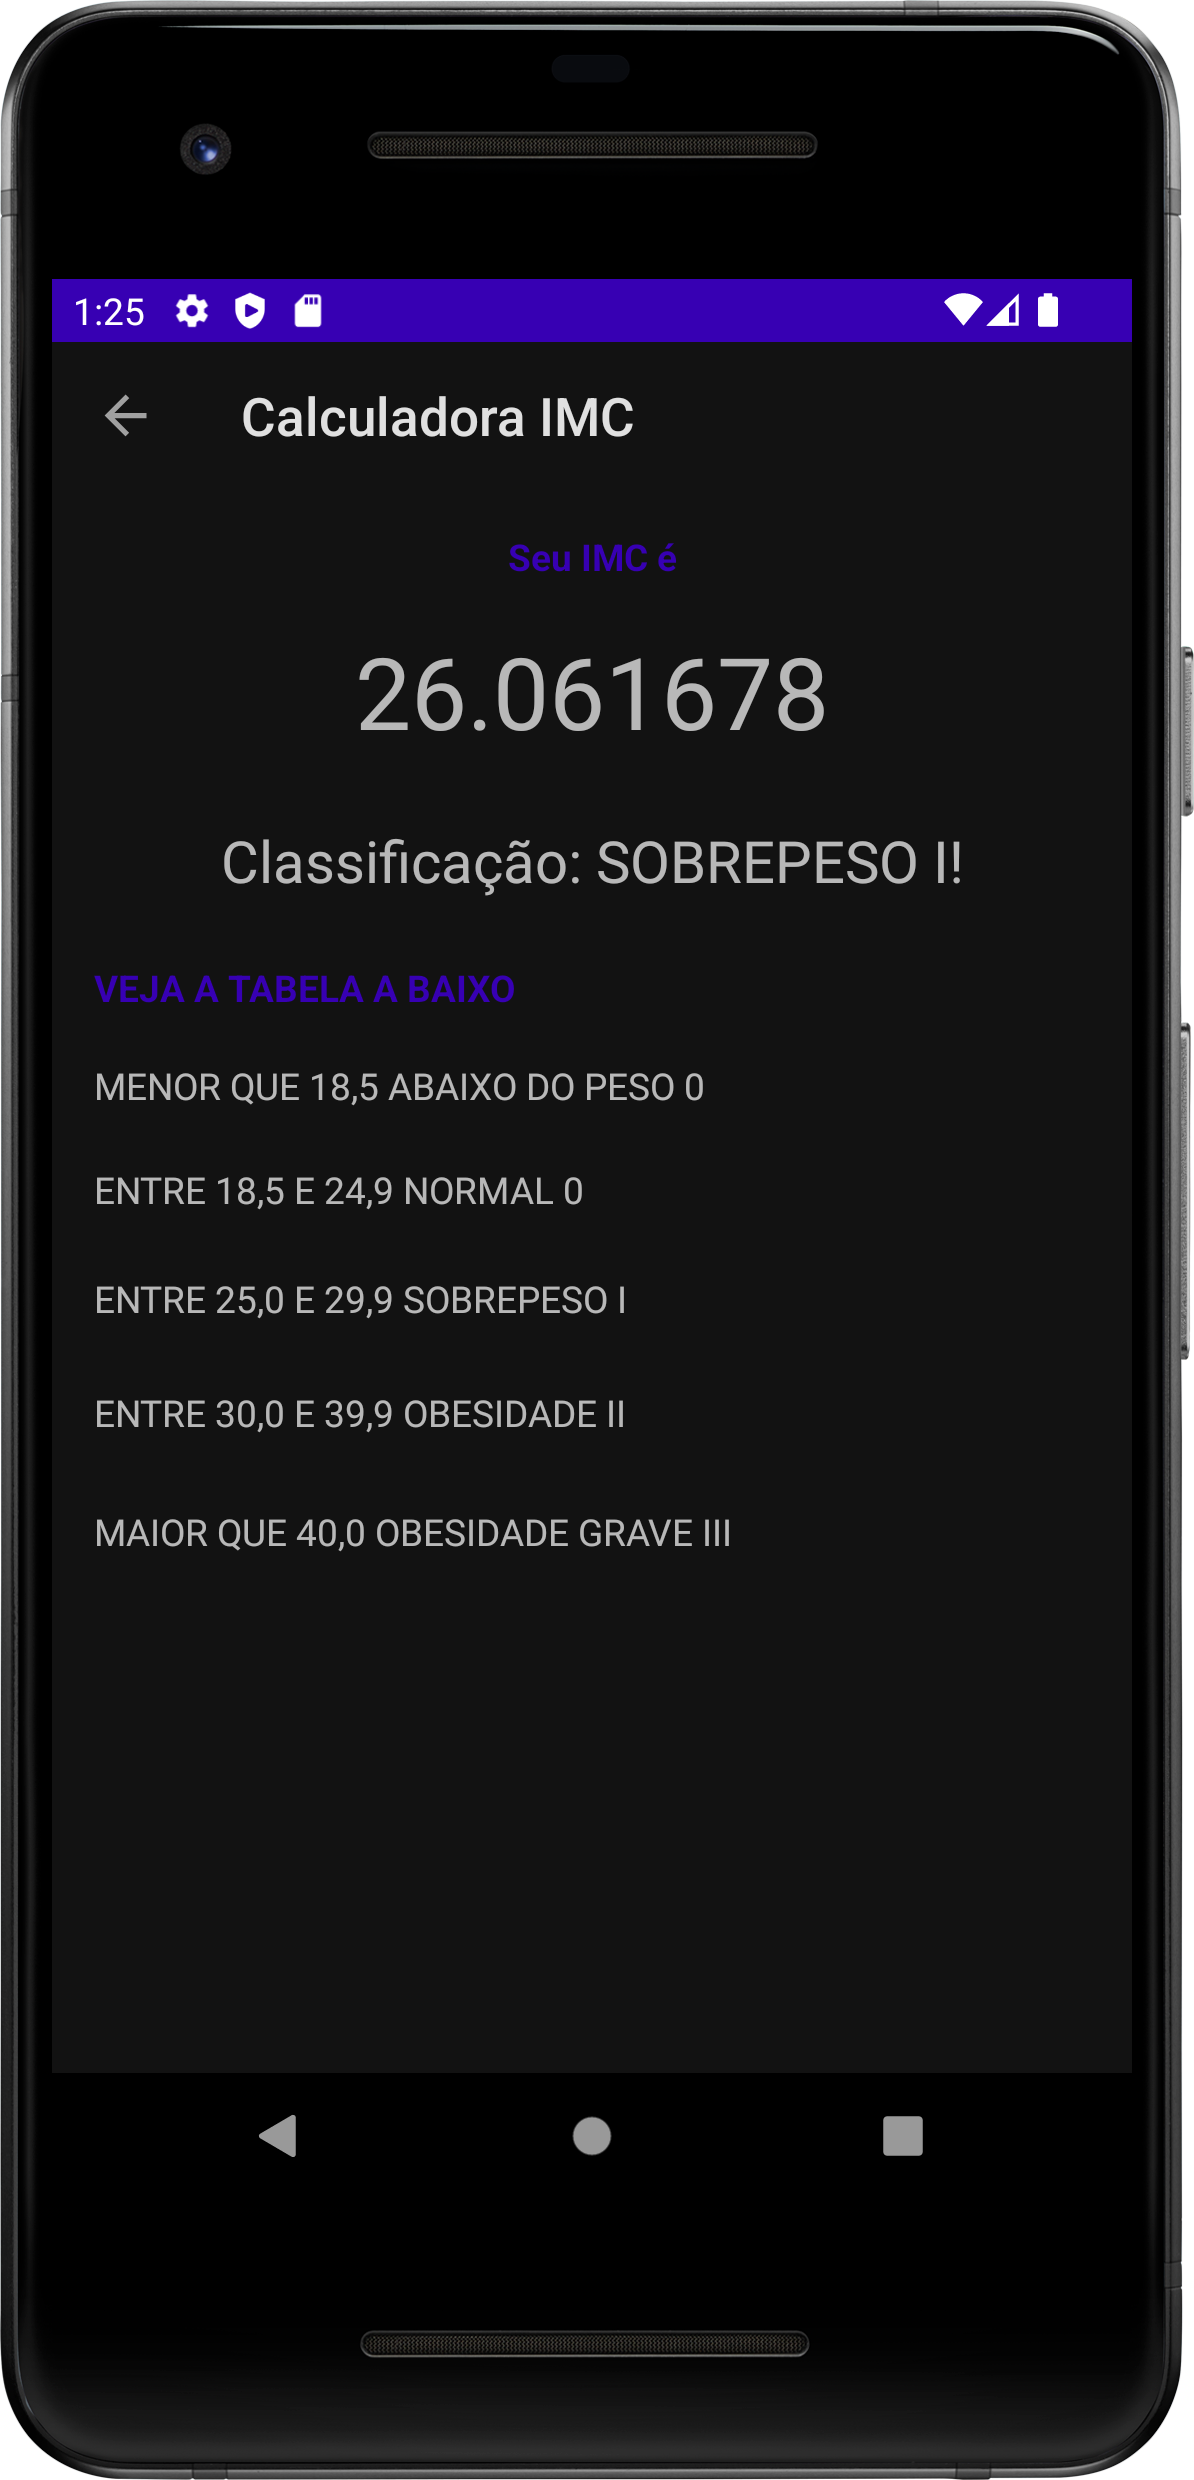 1:25
Calculadora IMC
Seu IMC é
26.061678
Classificação: SOBREPESO I!
VEJA A TABELA A BAIXO
MENOR QUE 18,5 ABAIXO DO PESO 0
ENTRE 18,5 E 24,9 NORMAL 0
ENTRE 25,0 E 29,9 SOBREPESO I
ENTRE 30,0 E 39,9 OBESIDADE II
MAIOR QUE 40,0 OBESIDADE GRAVE III